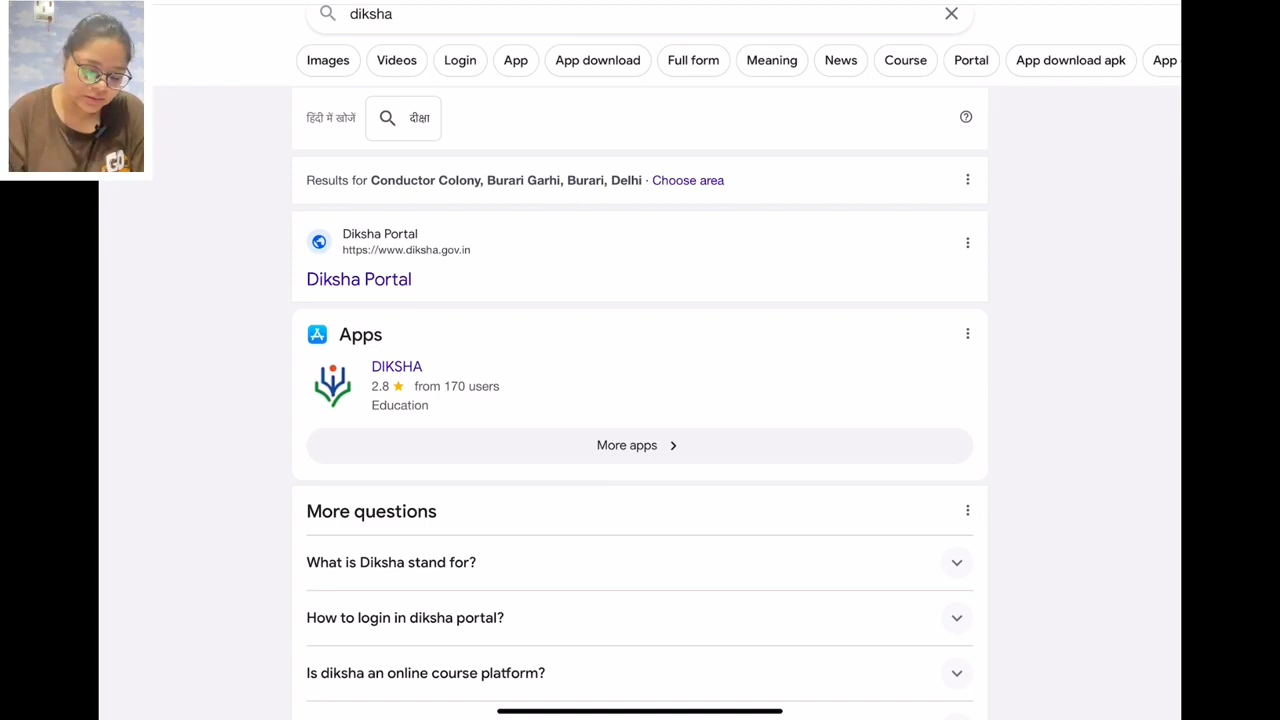 diksha
Images Videos Login App App download Full form Meaning News Course Portal App download apk App
हिंदी में खोजें दीक्षा
Results for Conductor Colony, Burari Garhi, Burari, Delhi · Choose area
Diksha Portal
https://www.diksha.gov.in
Diksha Portal
Apps
DIKSHA
2.8 ★ from 170 users
Education
More apps
More questions
What is Diksha stand for?
How to login in diksha portal?
Is diksha an online course platform?
GO